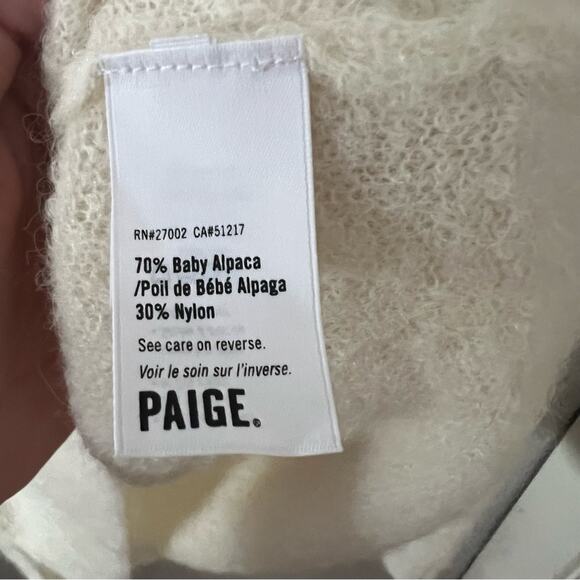 RN#27002 CA#51217
70% Baby Alpaca
/Poil de Bébé Alpaga
30% Nylon
See care on reverse.
Voir le soin sur l'inverse.
PAIGE®